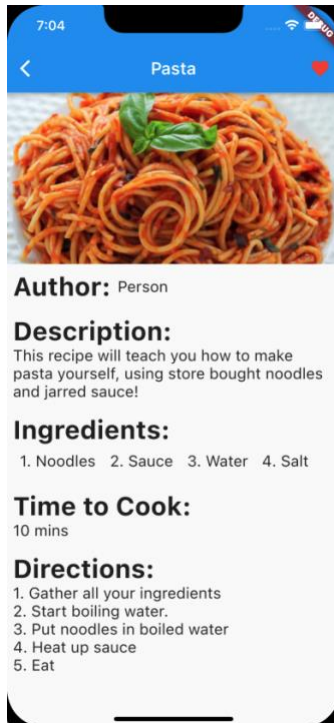 7:04
DEBUG
Pasta
Author: Person
Description:
This recipe will teach you how to make
pasta yourself, using store bought noodles
and jarred sauce!
Ingredients:
1. Noodles 2. Sauce 3. Water 4. Salt
Time to Cook:
10 mins
Directions:
1. Gather all your ingredients
2. Start boiling water.
3. Put noodles in boiled water
4. Heat up sauce
5. Eat